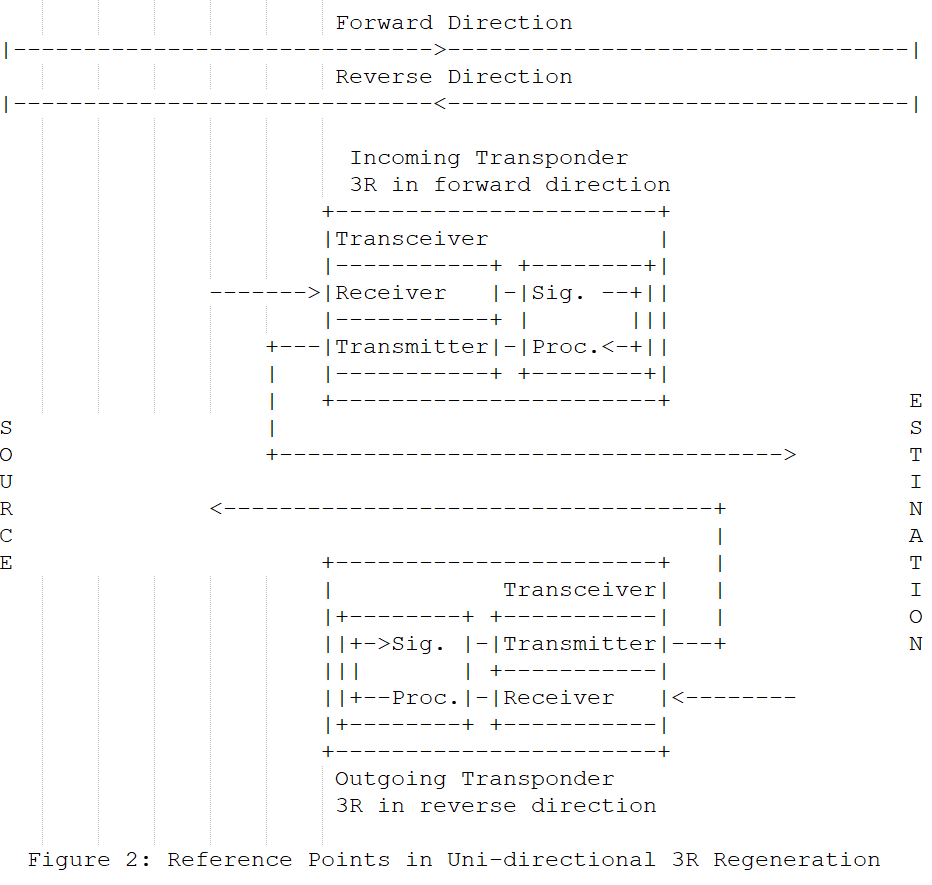 Forward Direction
|------------------------------>---------------------------------|
                        Reverse Direction
|------------------------------<---------------------------------|

                         Incoming Transponder
                         3R in forward direction
                       +-----------------------+
                       |Transceiver            |
                       |-----------+ +--------+|
               ------->|Receiver   |-|Sig. --+||
                       |-----------+ |       |||
                   +---|Transmitter|-|Proc.<-+||
                   |   |-----------+ +--------+|
                   |   +-----------------------+                 E
S                  |                                             S
O                  +------------------------------------>        T
U                                                                I
R              <-----------------------------------+             N
C                                                  |             A
E                      +-----------------------+   |             T
                       |            Transceiver|   |             I
                       |+--------+ +-----------|   |             O
                       ||+->Sig. |-|Transmitter|---+             N
                       |||       | +-----------|
                       ||+--Proc.|-|Receiver   |<--------
                       |+--------+ +-----------|
                       +-----------------------+
                        Outgoing Transponder
                        3R in reverse direction

  Figure 2: Reference Points in Uni-directional 3R Regeneration